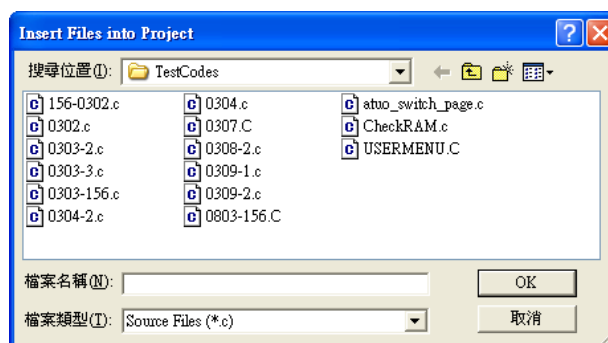 Insert Files into Project
搜尋位置(I): TestCodes
156-0302.c 0304.c atuo_switch_page.c
0302.c 0307.C CheckRAM.c
0303-2.c 0308-2.c USERMENU.C
0303-3.c 0309-1.c
0303-156.c 0309-2.c
0304-2.c 0803-156.C
檔案名稱(N): OK
檔案類型(T): Source Files (*.c) 取消